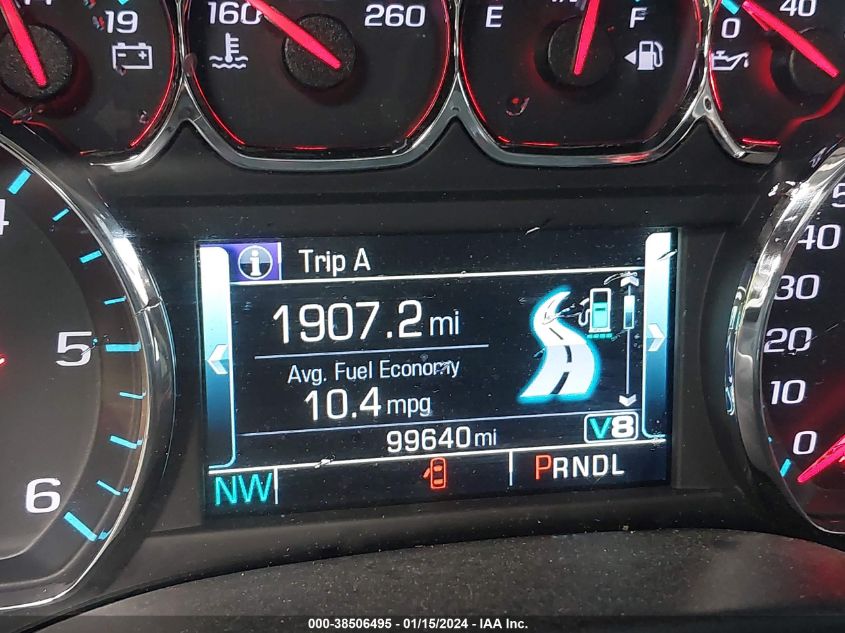 19
160 260
E F
0 40
4
5
6
Trip A
1907.2 mi
Avg. Fuel Economy
10.4 mpg
99640 mi
V8
NW
PRNDL
40
30
20
10
0
000-38506495 - 01/15/2024 - IAA Inc.